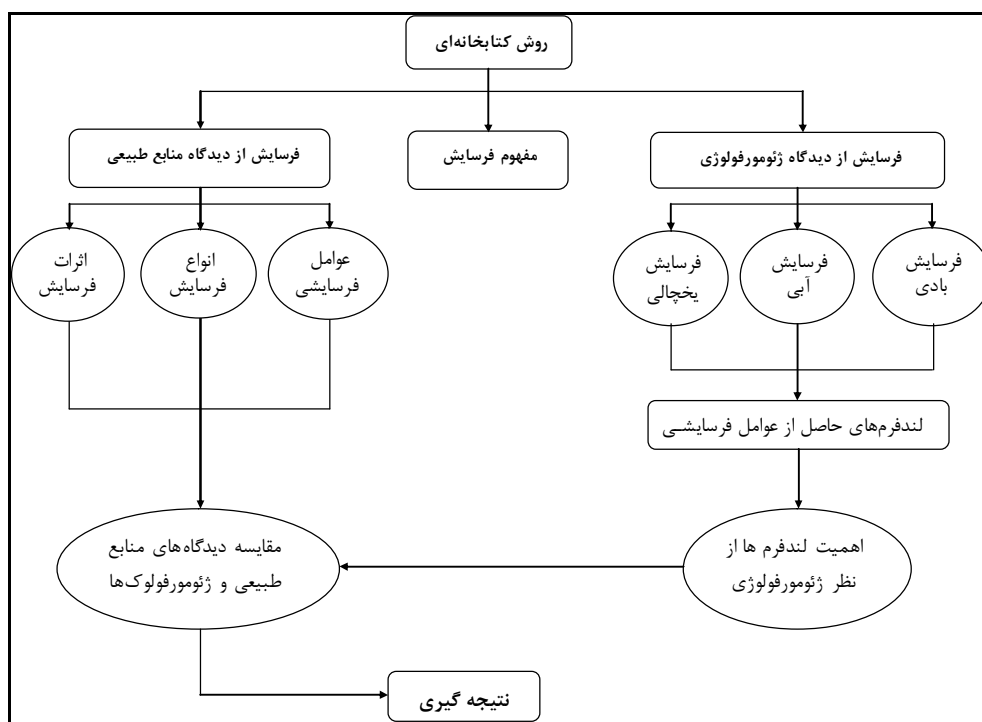 روش کتابخانه‌ای
فرسایش از دیدگاه ژئومورفولوژی
مفهوم فرسایش
فرسایش از دیدگاه منابع طبیعی
فرسایش
بادی
فرسایش
آبی
فرسایش
یخچالی
عوامل
فرسایشی
انواع
فرسایش
اثرات
فرسایش
لندفرم‌های حاصل از عوامل فرسایشـی
اهمیت لندفرم ها از
نظر ژئومورفولوژی
مقایسه دیدگاه‌های منابع
طبیعی و ژئومورفولوک‌ها
نتیجه گیری